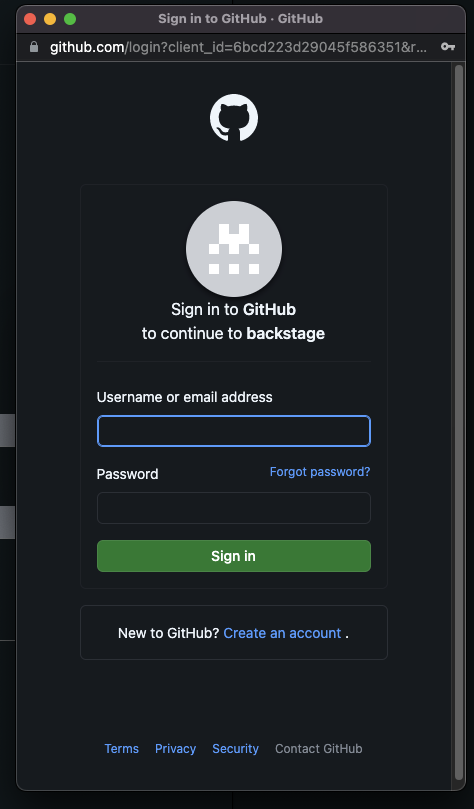 Sign in to GitHub · GitHub
github.com/login?client_id=6bcd223d29045f586351&r...
Sign in to GitHub
to continue to backstage
Username or email address
Password Forgot password?
Sign in
New to GitHub? Create an account .
Terms Privacy Security Contact GitHub